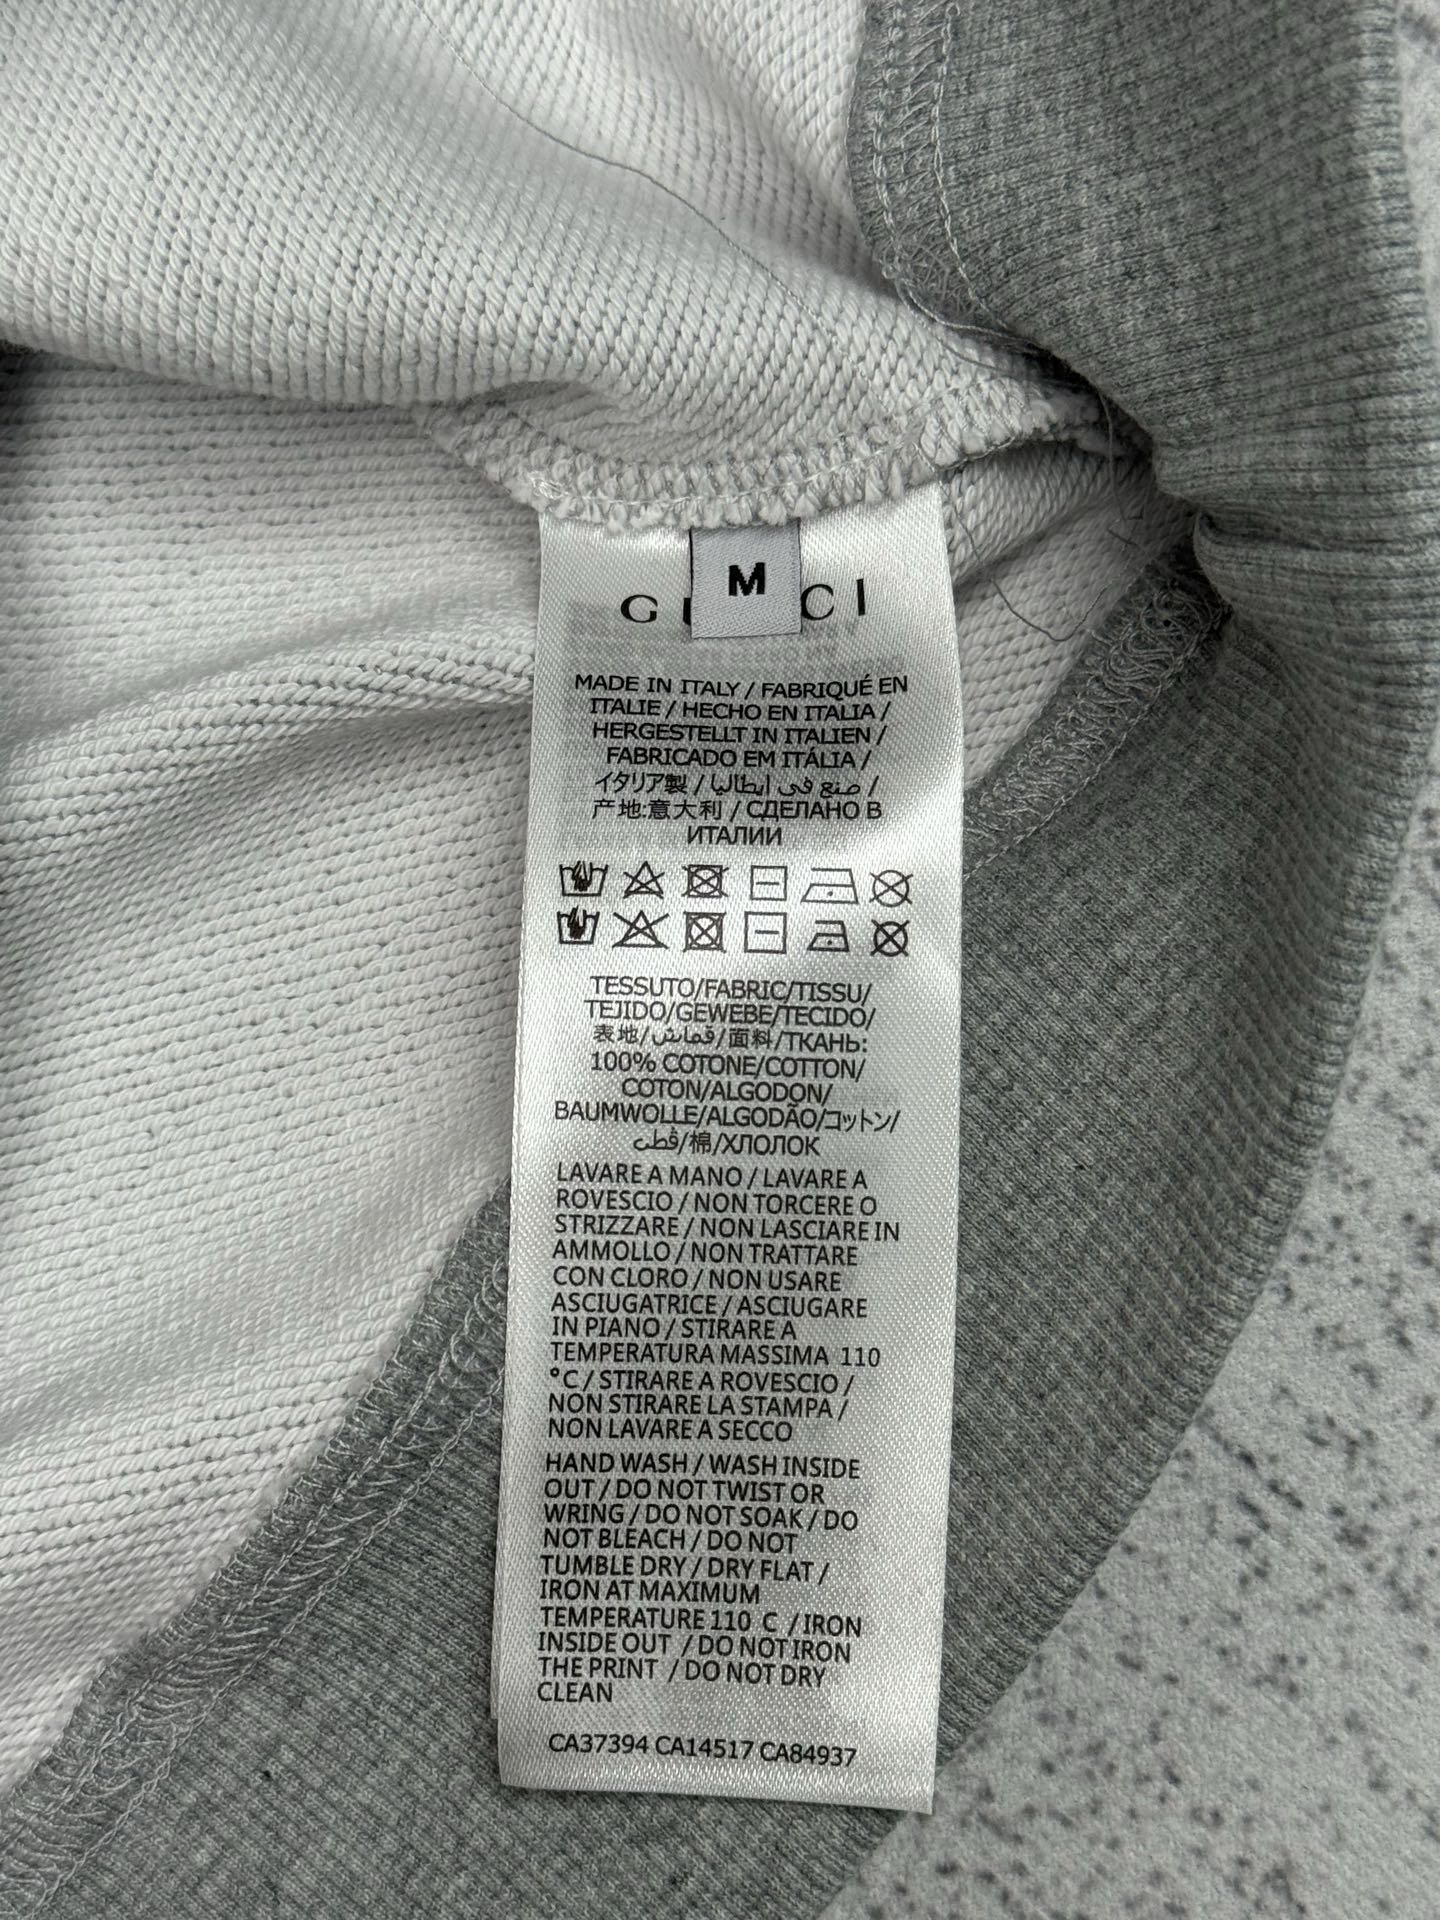 M
MADE IN ITALY / FABRIQUÉ EN
ITALIE / HECHO EN ITALIA /
HERGESTELLT IN ITALIEN /
FABRICADO EM ITÁLIA /
イタリア製 / صنع في ايطاليا /
产地:意大利 / СДЕЛАНО В
ИТАЛИИ
TESSUTO/FABRIC/TISSU/
TEJIDO/GEWEBE/TECIDO/
表地/قماش/面料/ТКАНЬ:
100% COTONE/COTTON/
COTON/ALGODON/
BAUMWOLLE/ALGODÃO/コットン/
قطن/棉/ХЛОПОК
LAVARE A MANO / LAVARE A
ROVESCIO / NON TORCERE O
STRIZZARE / NON LASCIARE IN
AMMOLLO / NON TRATTARE
CON CLORO / NON USARE
ASCIUGATRICE / ASCIUGARE
IN PIANO / STIRARE A
TEMPERATURA MASSIMA 110
°C / STIRARE A ROVESCIO /
NON STIRARE LA STAMPA /
NON LAVARE A SECCO
HAND WASH / WASH INSIDE
OUT / DO NOT TWIST OR
WRING / DO NOT SOAK / DO
NOT BLEACH / DO NOT
TUMBLE DRY / DRY FLAT /
IRON AT MAXIMUM
TEMPERATURE 110 C / IRON
INSIDE OUT / DO NOT IRON
THE PRINT / DO NOT DRY
CLEAN
CA37394 CA14517 CA84937